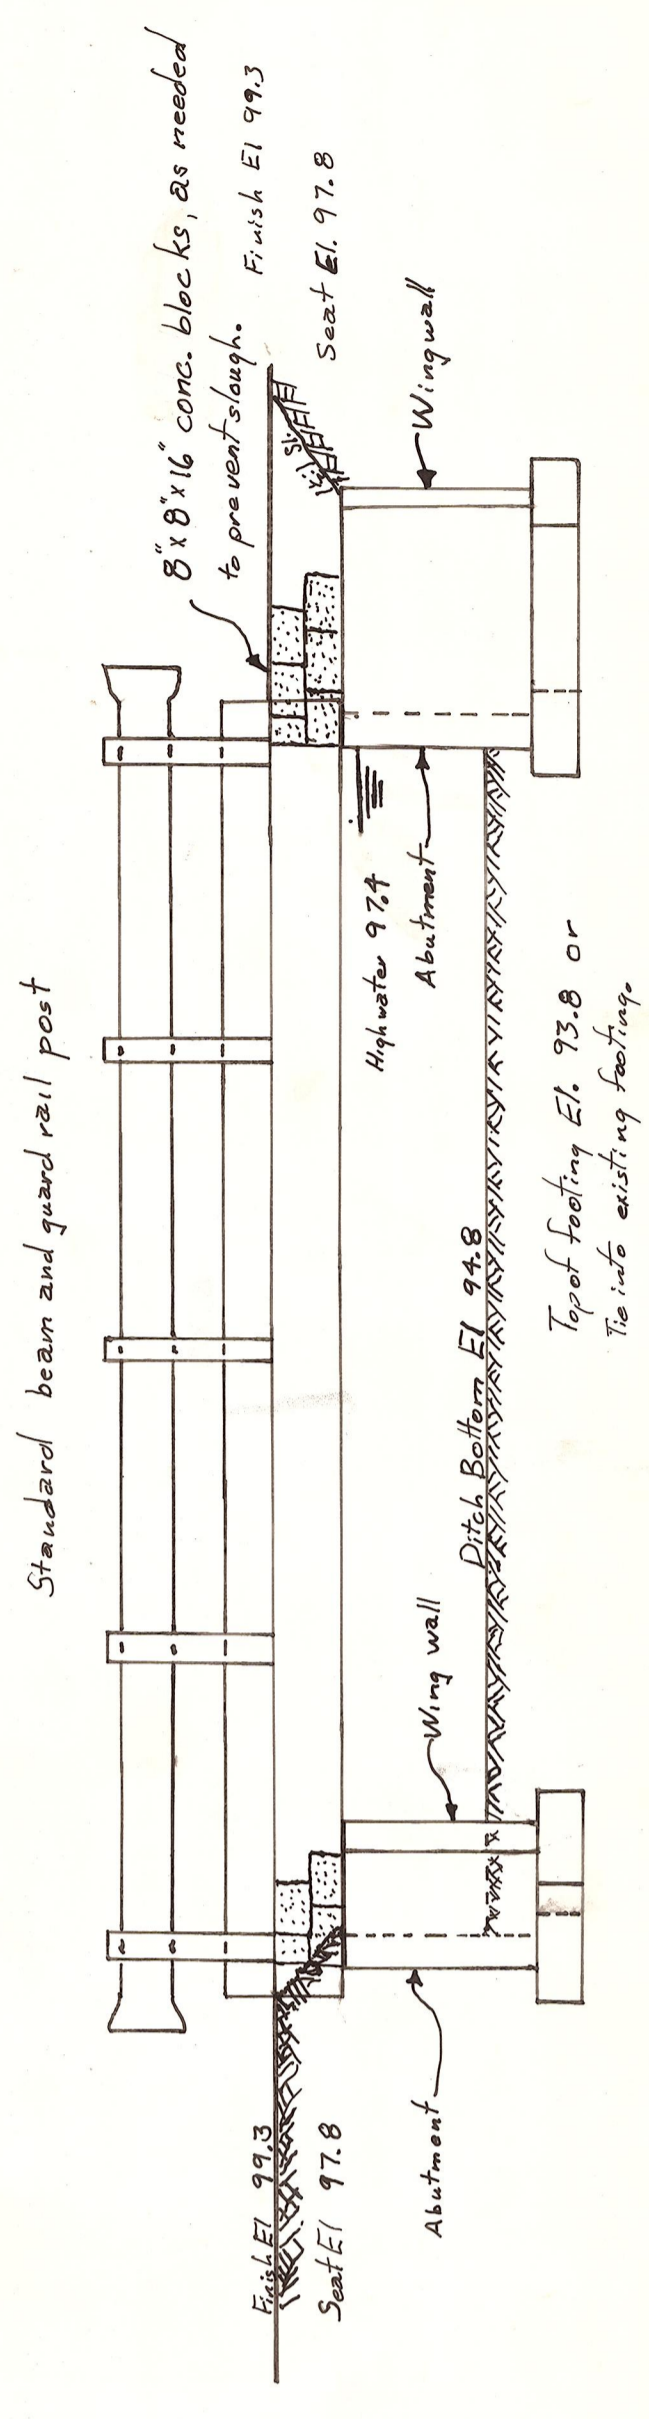 Standard beam and guard rail post
8"x8"x16" conc. blocks, as needed
to prevent slough.
Finish El 99.3
Seat El. 97.8
Finish El 99.3
Seat El 97.8
Highwater 97.4
Wingwall
Abutment
Wing wall
Abutment
Ditch Bottom El 94.8
Top of footing El. 93.8 or
Tie into existing footing.